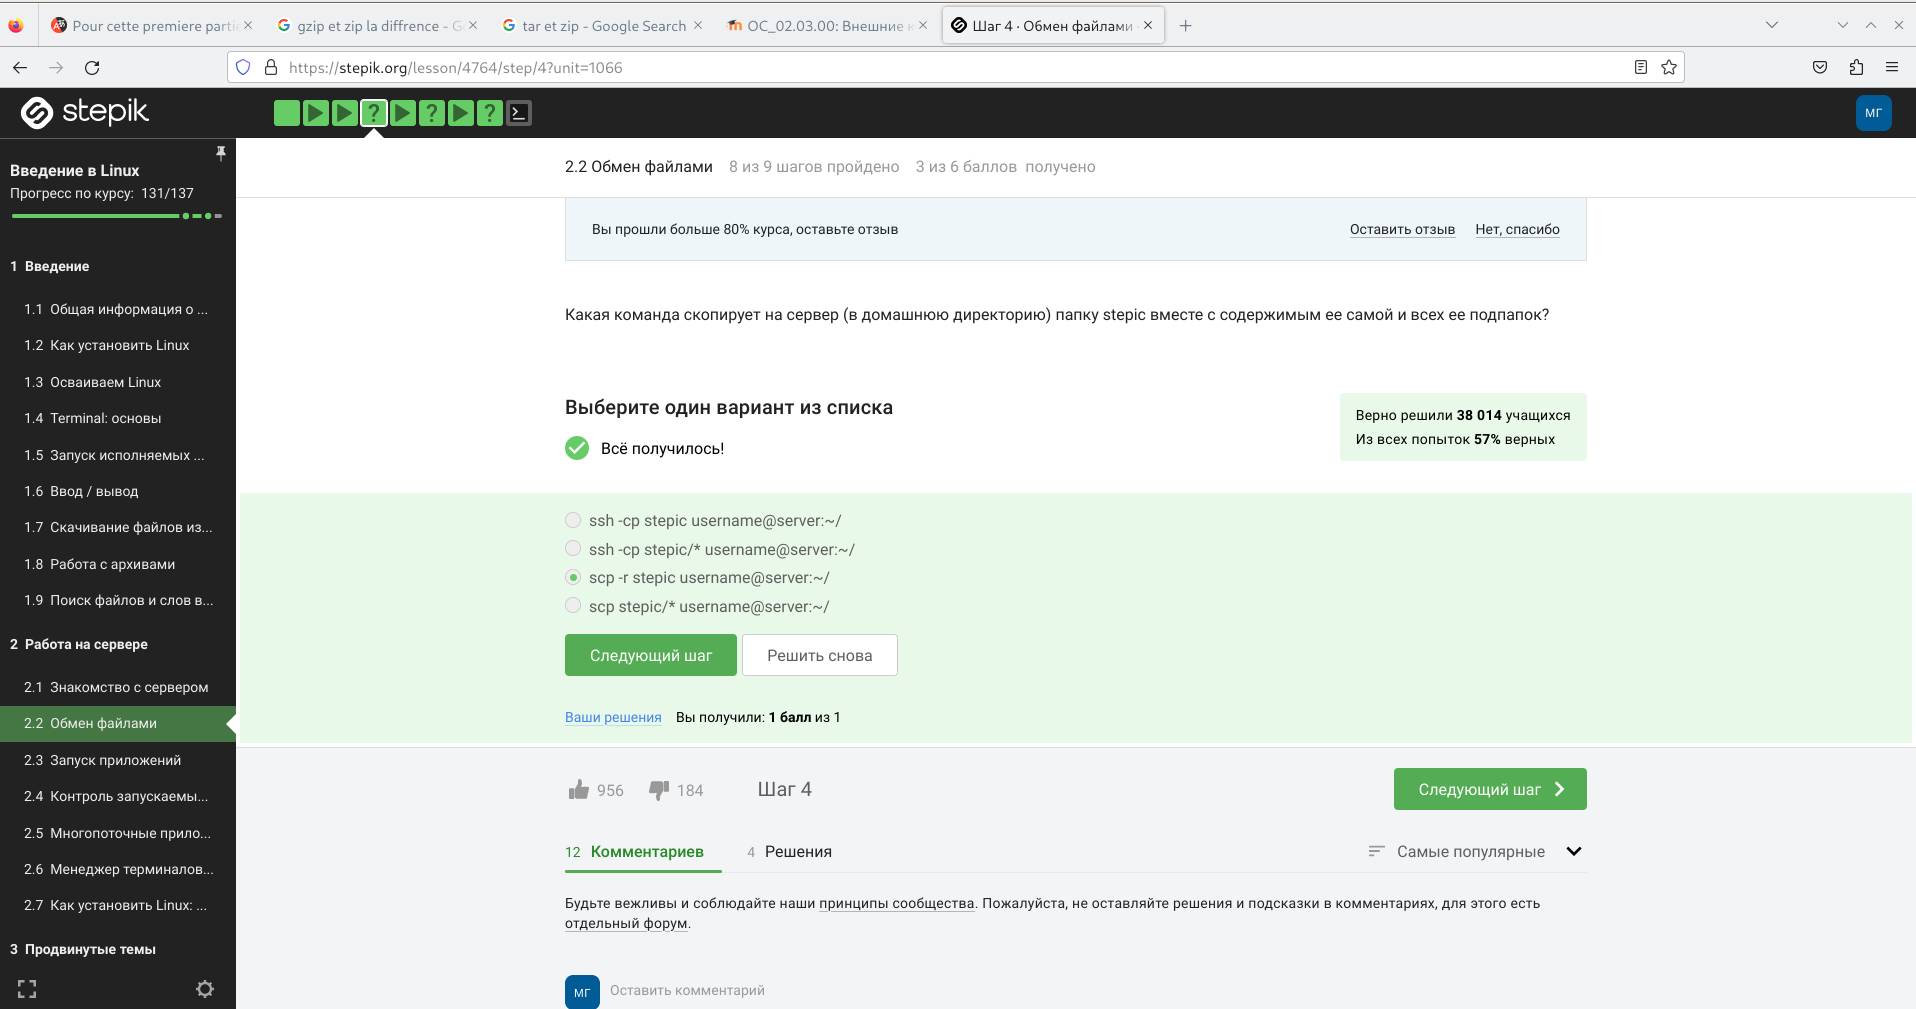 Pour cette premiere parti
gzip et zip la diffrence - G
tar et zip - Google Search
ОС_02.03.00: Внешние к
Шаг 4 · Обмен файлами
https://stepik.org/lesson/4764/step/4?unit=1066
stepik
МГ
Введение в Linux
Прогресс по курсу: 131/137
1 Введение
1.1 Общая информация о ...
1.2 Как установить Linux
1.3 Осваиваем Linux
1.4 Terminal: основы
1.5 Запуск исполняемых ...
1.6 Ввод / вывод
1.7 Скачивание файлов из...
1.8 Работа с архивами
1.9 Поиск файлов и слов в...
2 Работа на сервере
2.1 Знакомство с сервером
2.2 Обмен файлами
2.3 Запуск приложений
2.4 Контроль запускаемы...
2.5 Многопоточные прило...
2.6 Менеджер терминалов...
2.7 Как установить Linux: ...
3 Продвинутые темы
2.2 Обмен файлами 8 из 9 шагов пройдено 3 из 6 баллов получено
Вы прошли больше 80% курса, оставьте отзыв
Оставить отзыв Нет, спасибо
Какая команда скопирует на сервер (в домашнюю директорию) папку stepic вместе с содержимым ее самой и всех ее подпапок?
Выберите один вариант из списка
Всё получилось!
Верно решили 38 014 учащихся
Из всех попыток 57% верных
ssh -cp stepic username@server:~/
ssh -cp stepic/* username@server:~/
scp -r stepic username@server:~/
scp stepic/* username@server:~/
Следующий шаг
Решить снова
Ваши решения Вы получили: 1 балл из 1
956 184 Шаг 4
Следующий шаг
12 Комментариев
4 Решения
Самые популярные
Будьте вежливы и соблюдайте наши принципы сообщества. Пожалуйста, не оставляйте решения и подсказки в комментариях, для этого есть
отдельный форум.
МГ
Оставить комментарий